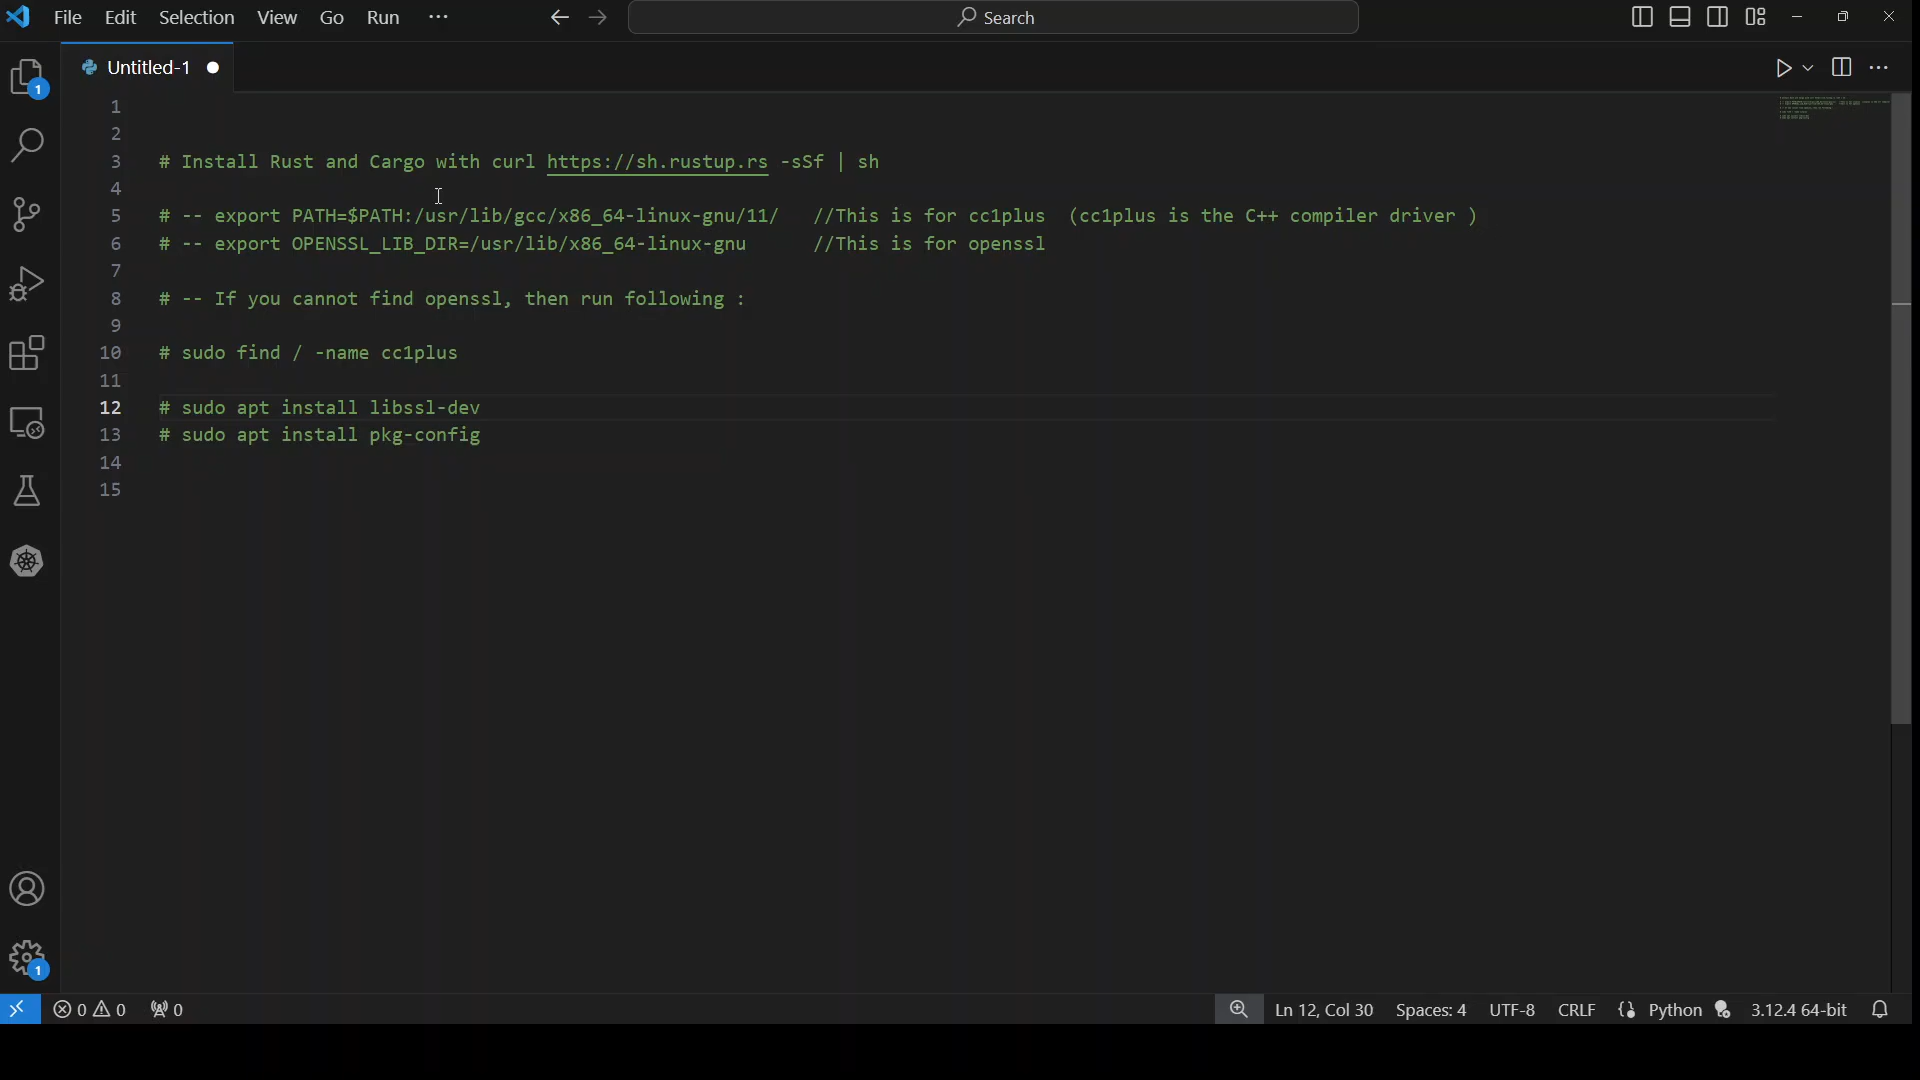 File Edit Selection View Go Run ··· Search
Untitled-1
1
2
3 # Install Rust and Cargo with curl https://sh.rustup.rs -sSf | sh
4
5 # -- export PATH=$PATH:/usr/lib/gcc/x86_64-linux-gnu/11/ //This is for cc1plus (cc1plus is the C++ compiler driver )
6 # -- export OPENSSL_LIB_DIR=/usr/lib/x86_64-linux-gnu //This is for openssl
7
8 # -- If you cannot find openssl, then run following :
9
10 # sudo find / -name cc1plus
11
12 # sudo apt install libssl-dev
13 # sudo apt install pkg-config
14
15
1
1
0 0 0 Ln 12, Col 30 Spaces: 4 UTF-8 CRLF Python 3.12.4 64-bit